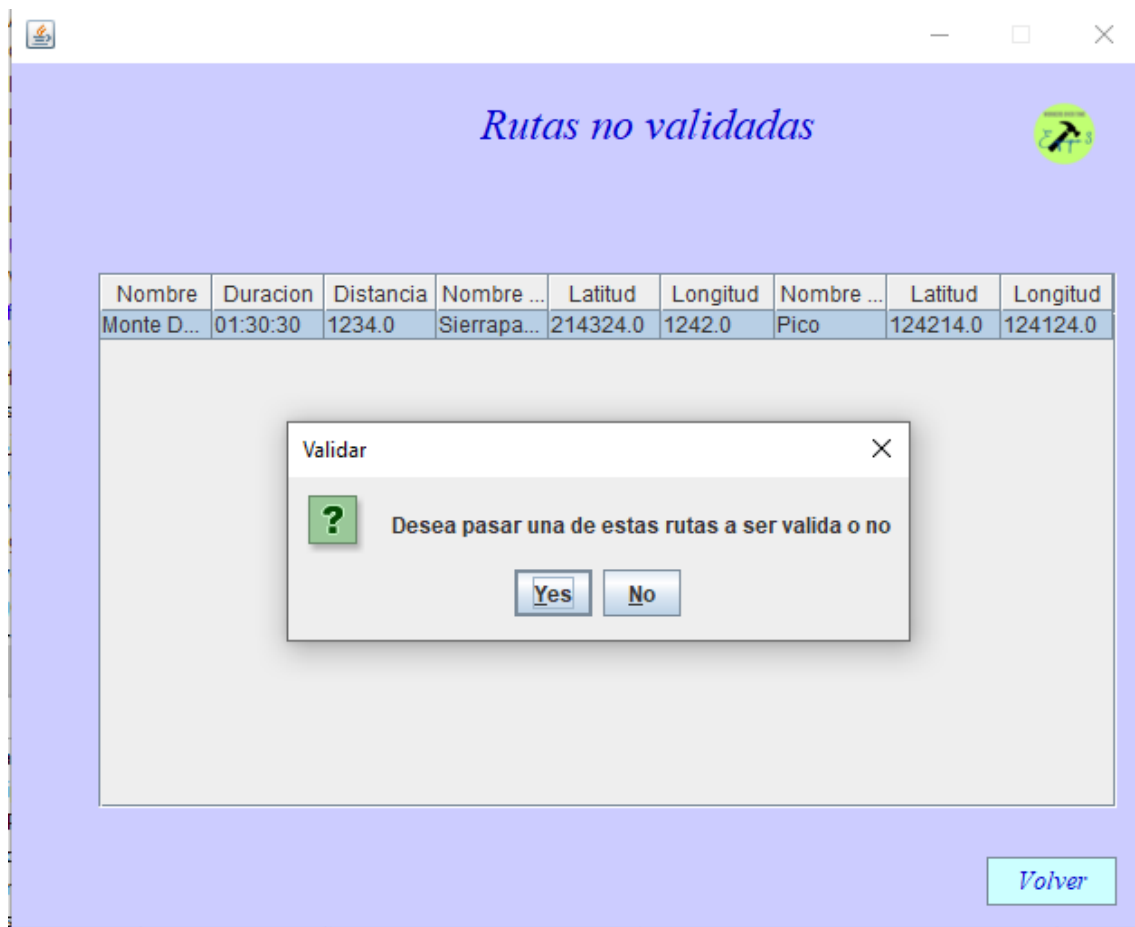 Rutas no validadas
Nombre Duracion Distancia Nombre ... Latitud Longitud Nombre ... Latitud Longitud
Monte D... 01:30:30 1234.0 Sierrapa... 214324.0 1242.0 Pico 124214.0 124124.0
Validar
? Desea pasar una de estas rutas a ser valida o no
Yes No
Volver